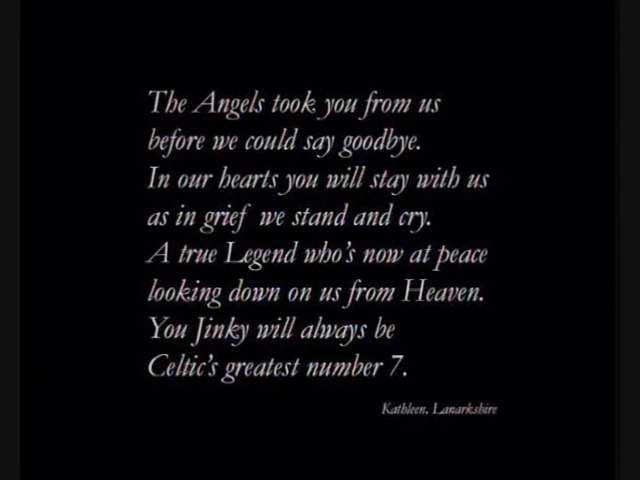 The Angels took you from us
before we could say goodbye.
In our hearts you will stay with us
as in grief we stand and cry.
A true Legend who's now at peace
looking down on us from Heaven.
You Jinky will always be
Celtic's greatest number 7.
Kathleen, Lanarkshire